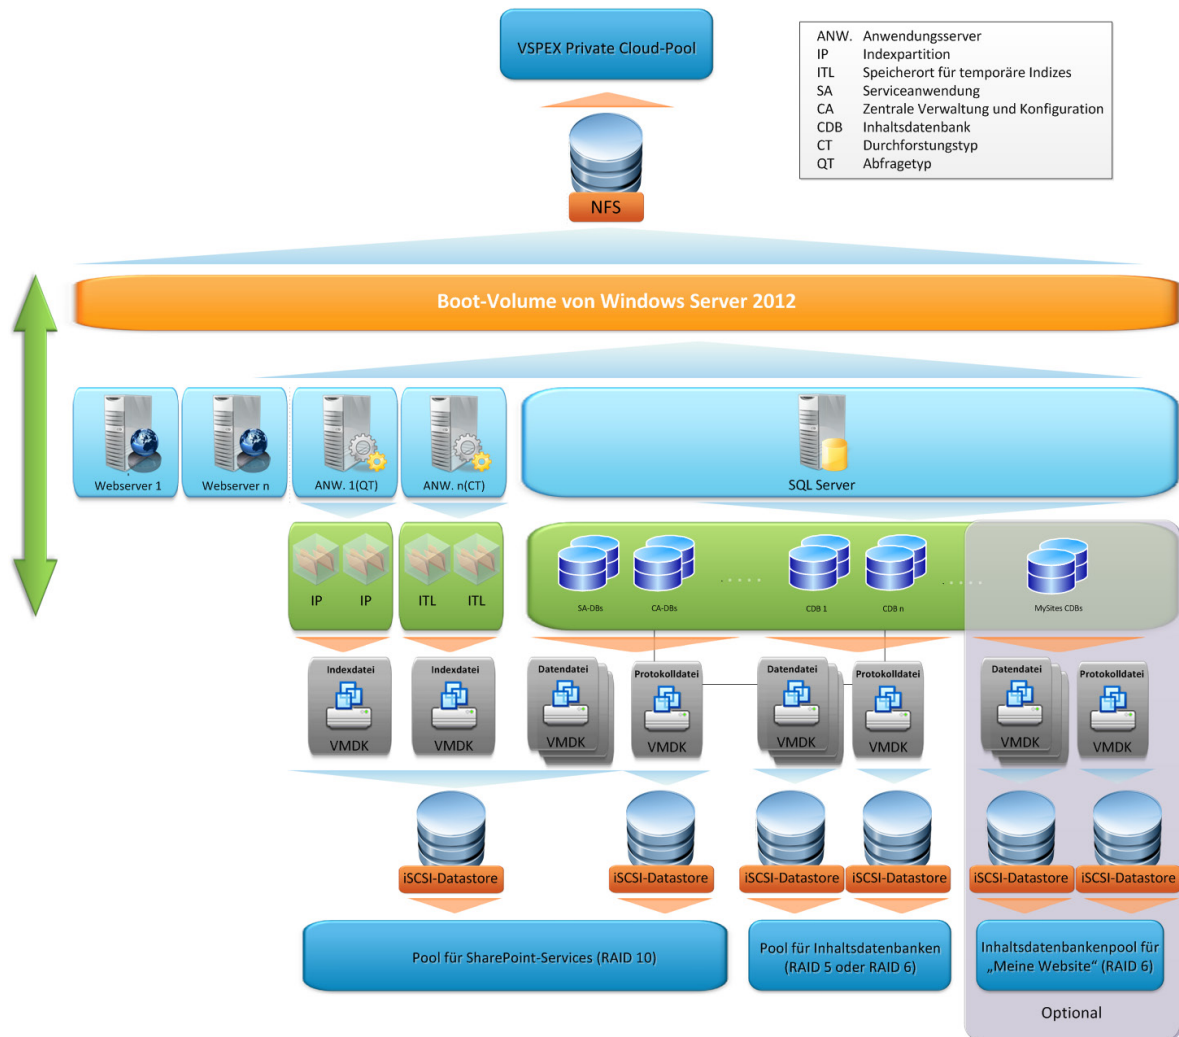 VSPEX Private Cloud-Pool
ANW. Anwendungsserver
IP Indexpartition
ITL Speicherort für temporäre Indizes
SA Serviceanwendung
CA Zentrale Verwaltung und Konfiguration
CDB Inhaltsdatenbank
CT Durchforstungstyp
QT Abfragetyp
NFS
Boot-Volume von Windows Server 2012
Webserver 1
Webserver n
ANW. 1(QT)
ANW. n(CT)
SQL Server
IP
IP
ITL
ITL
SA-DBs
CA-DBs
. . . . .
CDB 1
CDB n
. . . . .
MySites CDBs
Indexdatei
Indexdatei
Datendatei
Protokolldatei
Datendatei
Protokolldatei
Datendatei
Protokolldatei
VMDK
VMDK
VMDK
VMDK
VMDK
VMDK
VMDK
VMDK
iSCSI-Datastore
iSCSI-Datastore
iSCSI-Datastore
iSCSI-Datastore
iSCSI-Datastore
iSCSI-Datastore
Pool für SharePoint-Services (RAID 10)
Pool für Inhaltsdatenbanken
(RAID 5 oder RAID 6)
Inhaltsdatenbankenpool für
„Meine Website“ (RAID 6)
Optional